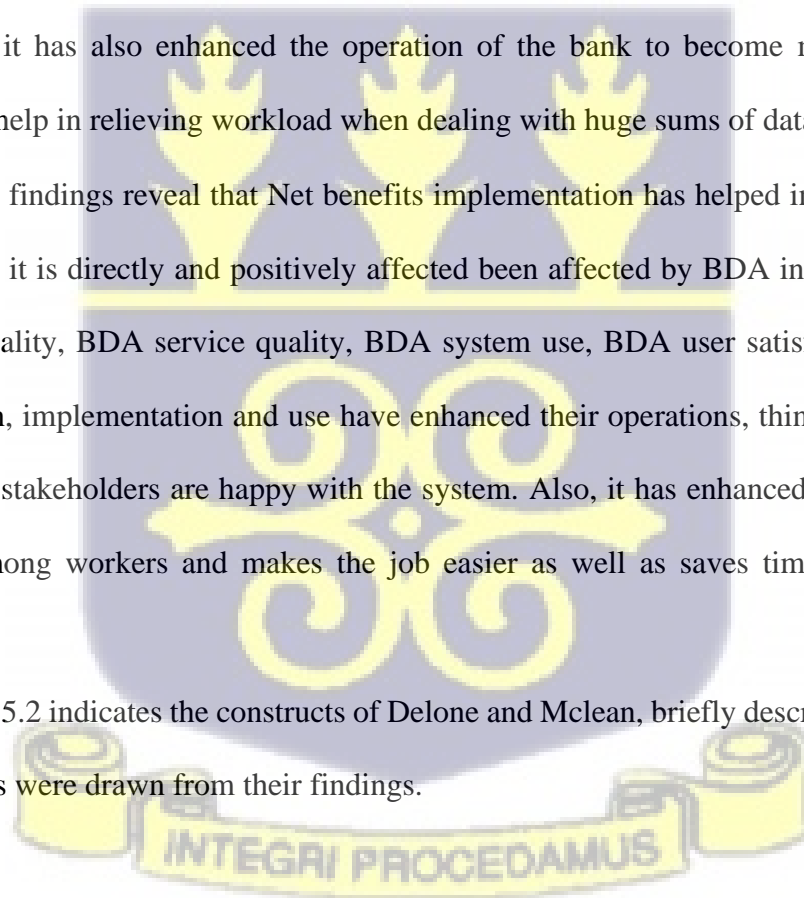 it has also enhanced the operation of the bank to become
help in relieving workload when dealing with huge sums of data
findings reveal that Net benefits implementation has helped in
it is directly and positively affected been affected by BDA in
ality, BDA service quality, BDA system use, BDA user satis
, implementation and use have enhanced their operations, thin
stakeholders are happy with the system. Also, it has enhanced
ong workers and makes the job easier as well as saves tim
5.2 indicates the constructs of Delone and Mclean, briefly descr
s were drawn from their findings.
INTEGRI PROCEDAMUS